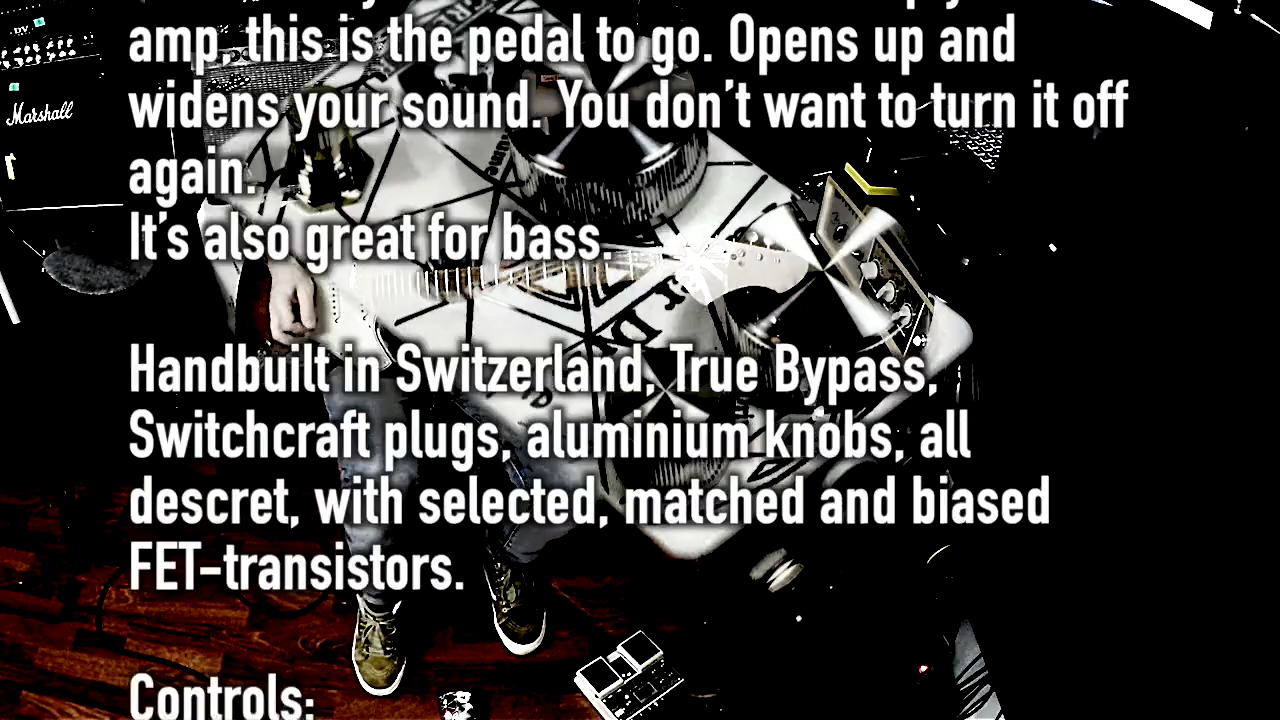 amp, this is the pedal to go. Opens up and
widens your sound. You don't want to turn it off
again.
It's also great for bass.
Handbuilt in Switzerland, True Bypass,
Switchcraft plugs, aluminium knobs, all
descret, with selected, matched and biased
FET-transistors.
Controls:
Marshall